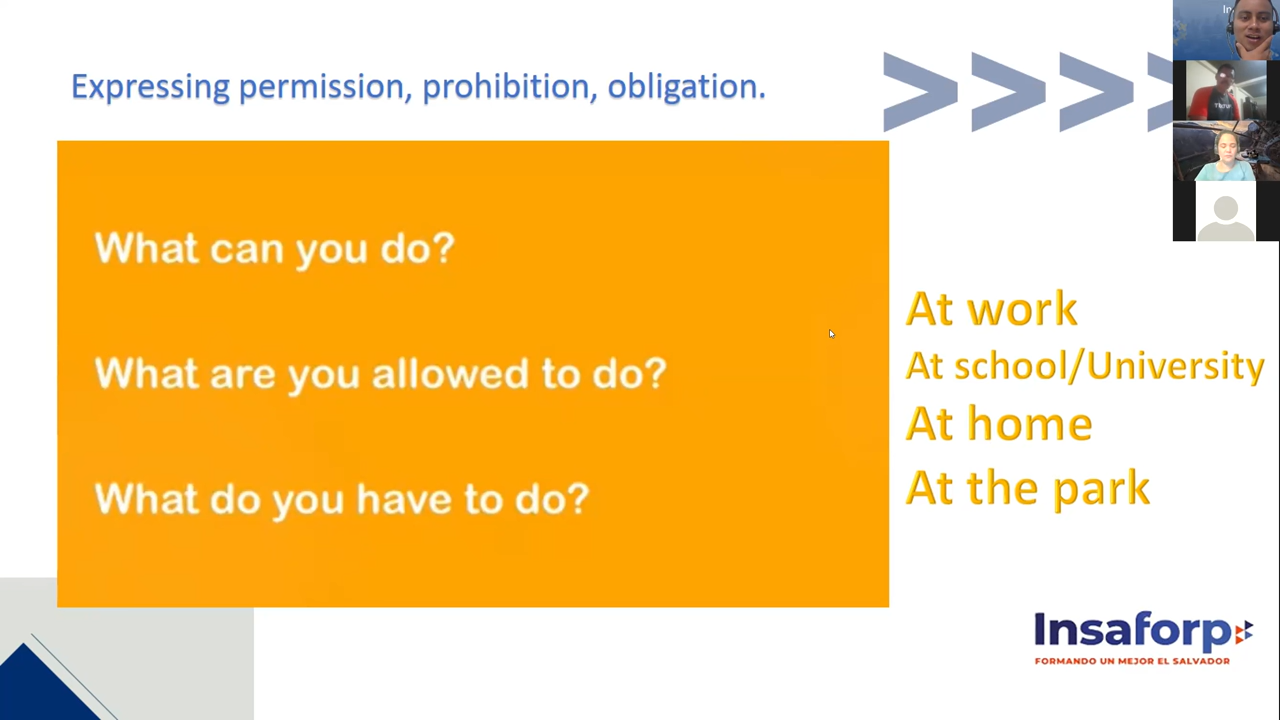 Expressing permission, prohibition, obligation.
>>>>
What can you do?
What are you allowed to do?
What do you have to do?
At work
At school/University
At home
At the park
Insaforp
FORMANDO UN MEJOR EL SALVADOR